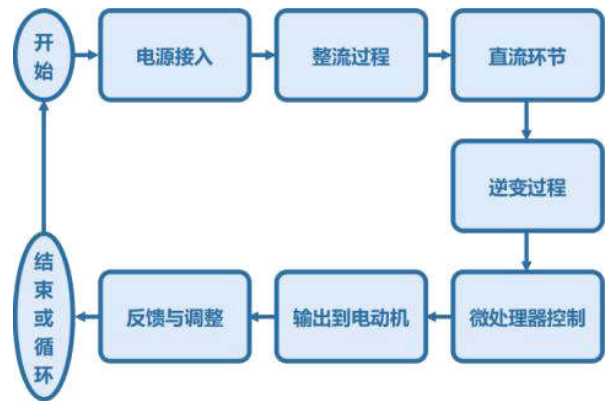 开
始
电源接入
整流过程
直流环节
逆变过程
微处理器控制
输出到电动机
反馈与调整
结
束
或
循
环